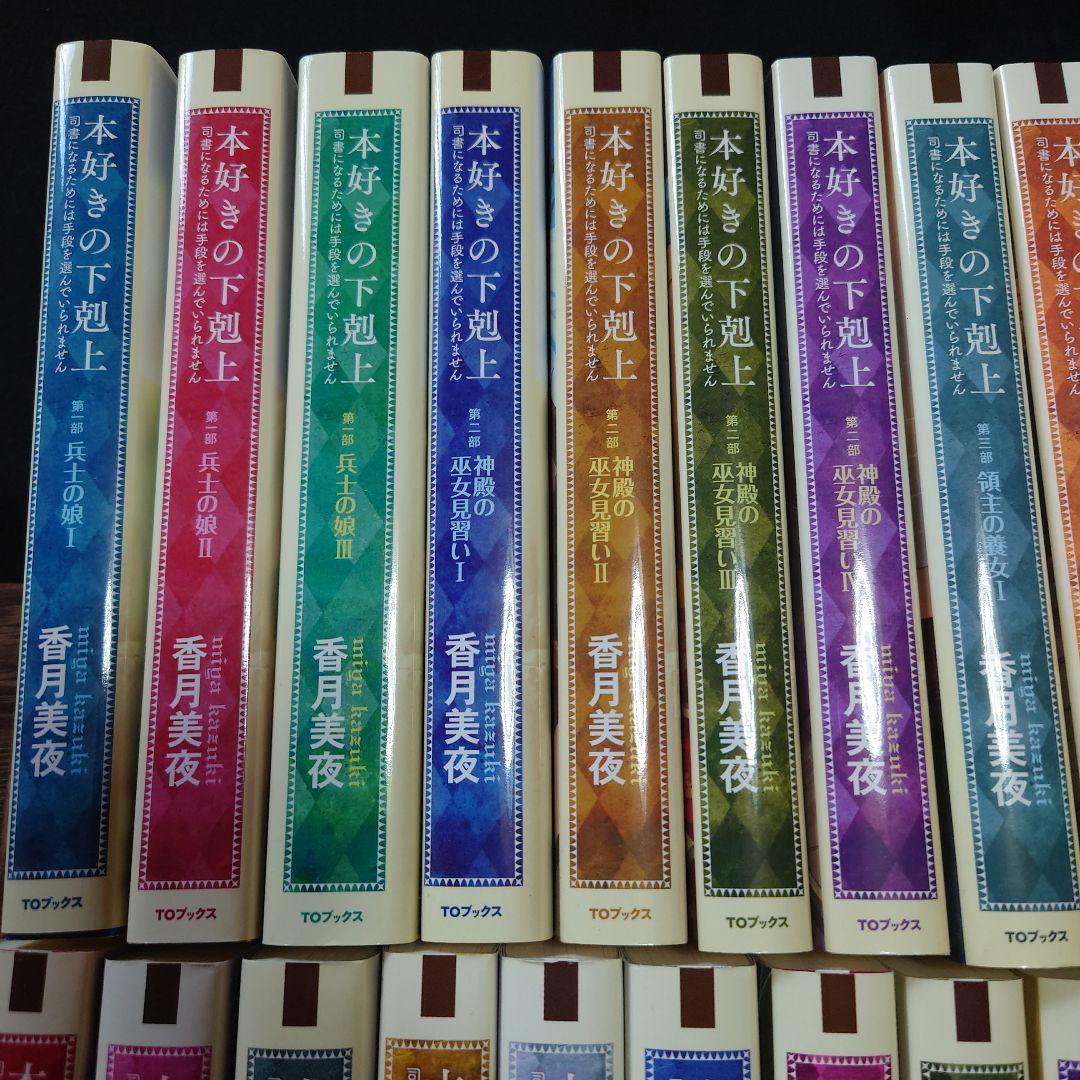 本好きの下剋上
司書になるためには手段を選んでいられません
第一部
兵士の娘Ⅰ
miya kazuki
香月美夜
TOブックス
本好きの下剋上
司書になるためには手段を選んでいられません
第一部
兵士の娘Ⅱ
miya kazuki
香月美夜
TOブックス
本好きの下剋上
司書になるためには手段を選んでいられません
第一部
兵士の娘Ⅲ
miya kazuki
香月美夜
TOブックス
本好きの下剋上
司書になるためには手段を選んでいられません
第二部
神殿の
巫女見習いⅠ
miya kazuki
香月美夜
TOブックス
本好きの下剋上
司書になるためには手段を選んでいられません
第二部
神殿の
巫女見習いⅡ
miya kazuki
香月美夜
TOブックス
本好きの下剋上
司書になるためには手段を選んでいられません
第二部
神殿の
巫女見習いⅢ
miya kazuki
香月美夜
TOブックス
本好きの下剋上
司書になるためには手段を選んでいられません
第二部
神殿の
巫女見習いⅣ
miya kazuki
香月美夜
TOブックス
本好きの下剋上
司書になるためには手段を選んでいられません
第三部
領主の養女Ⅰ
miya kazuki
香月美夜
TOブックス